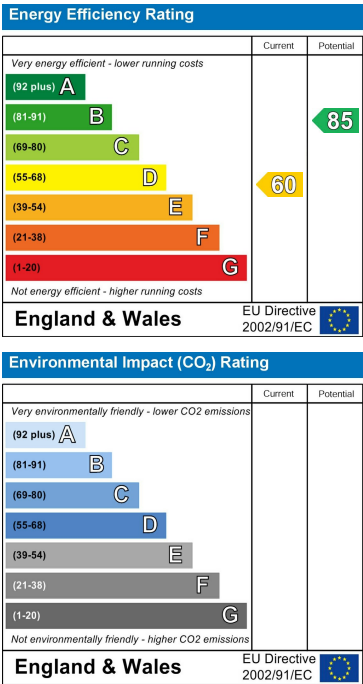 Energy Efficiency Rating
Current Potential
Very energy efficient - lower running costs
(92 plus) A
(81-91) B
85
(69-80) C
(55-68) D
60
(39-54) E
(21-38) F
(1-20) G
Not energy efficient - higher running costs
England & Wales
EU Directive
2002/91/EC
Environmental Impact (CO₂) Rating
Current Potential
Very environmentally friendly - lower CO2 emissions
(92 plus) A
(81-91) B
(69-80) C
(55-68) D
(39-54) E
(21-38) F
(1-20) G
Not environmentally friendly - higher CO2 emissions
England & Wales
EU Directive
2002/91/EC